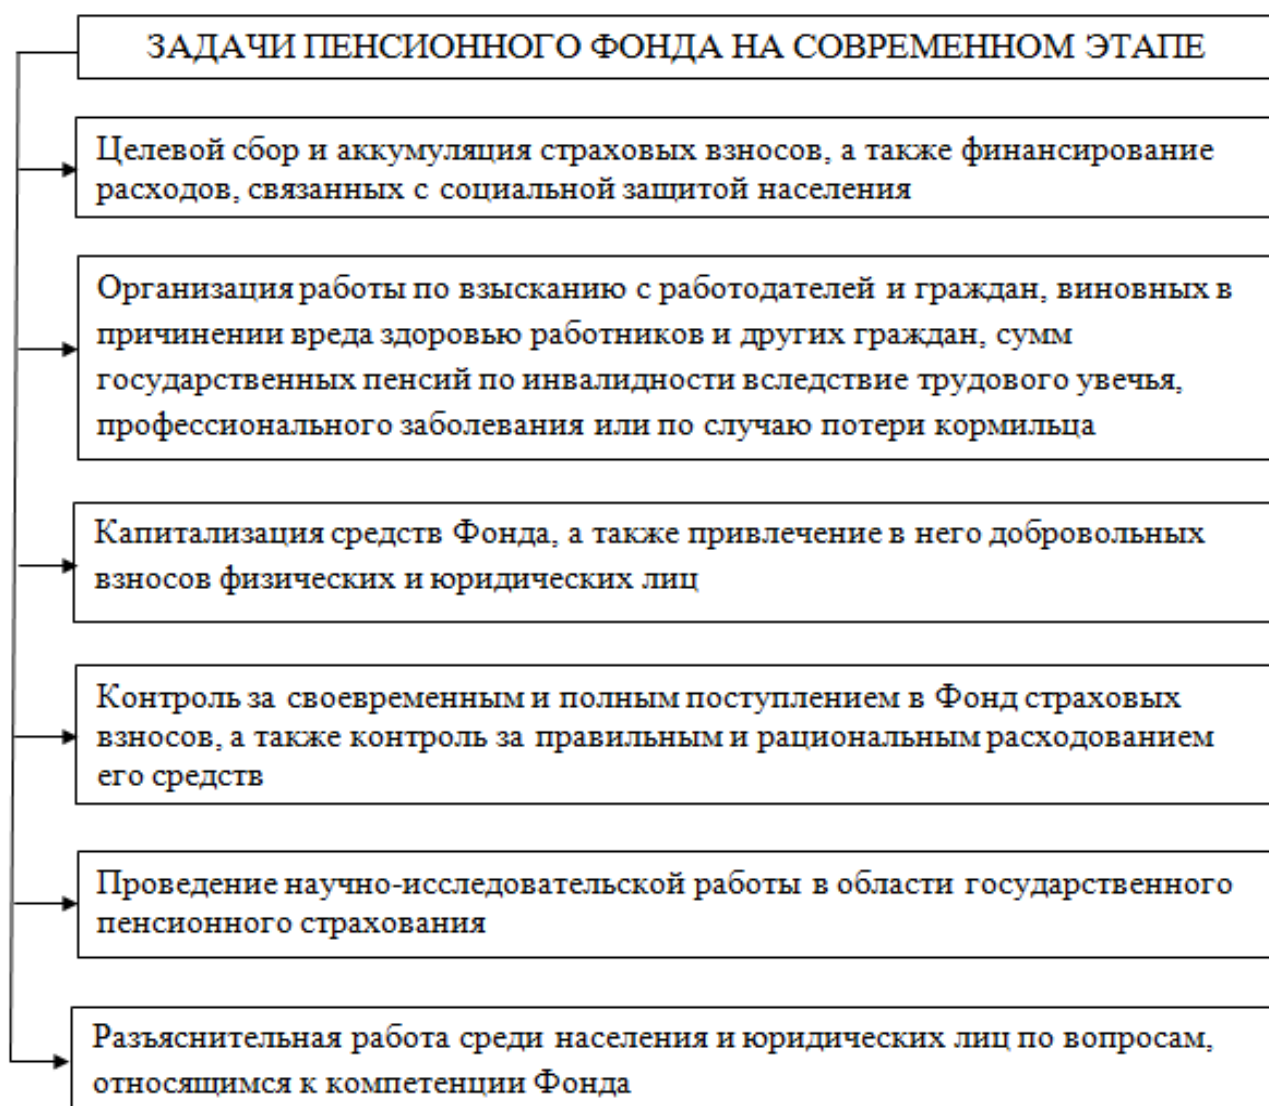 ЗАДАЧИ ПЕНСИОННОГО ФОНДА НА СОВРЕМЕННОМ ЭТАПЕ
Целевой сбор и аккумуляция страховых взносов, а также финансирование
расходов, связанных с социальной защитой населения
Организация работы по взысканию с работодателей и граждан, виновных в
причинении вреда здоровью работников и других граждан, сумм
государственных пенсий по инвалидности вследствие трудового увечья,
профессионального заболевания или по случаю потери кормильца
Капитализация средств Фонда, а также привлечение в него добровольных
взносов физических и юридических лиц
Контроль за своевременным и полным поступлением в Фонд страховых
взносов, а также контроль за правильным и рациональным расходованием
его средств
Проведение научно-исследовательской работы в области государственного
пенсионного страхования
Разъяснительная работа среди населения и юридических лиц по вопросам,
относящимся к компетенции Фонда